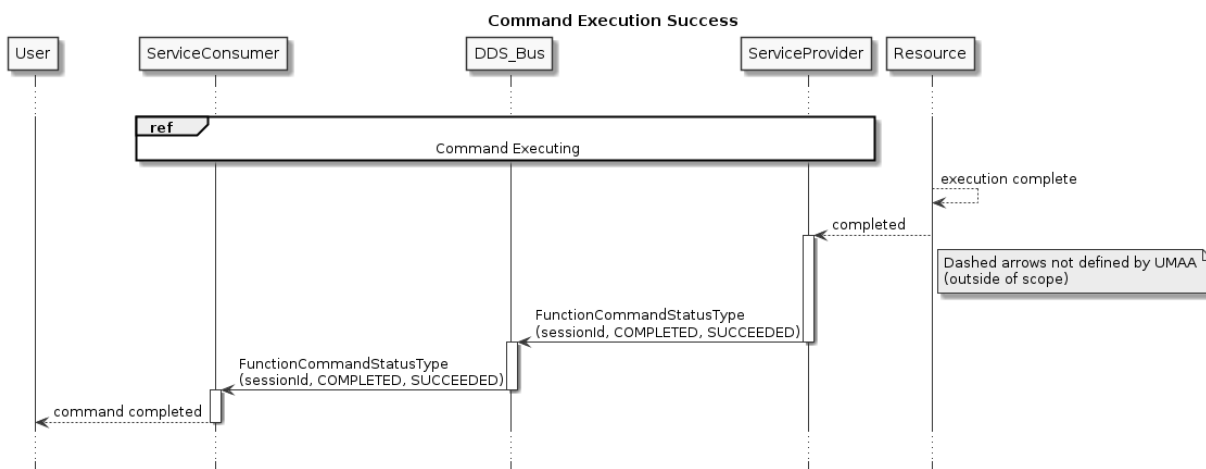 Command Execution Success
User
ServiceConsumer
DDS_Bus
ServiceProvider
Resource
ref
Command Executing
execution complete
completed
Dashed arrows not defined by UMAA
(outside of scope)
FunctionCommandStatusType
(sessionId, COMPLETED, SUCCEEDED)
FunctionCommandStatusType
(sessionId, COMPLETED, SUCCEEDED)
command completed